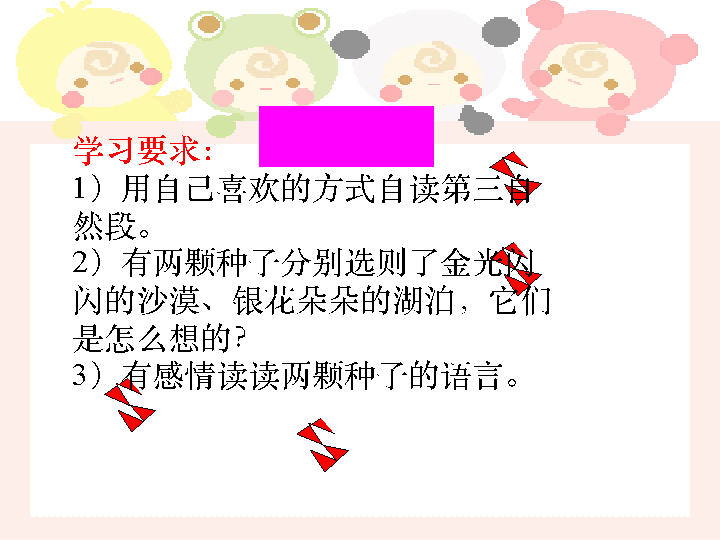 学习要求：
1）用自己喜欢的方式自读第三自
然段。
2）有两颗种子分别选则了金光闪
闪的沙漠、银花朵朵的湖泊，它们
是怎么想的？
3）有感情读读两颗种子的语言。